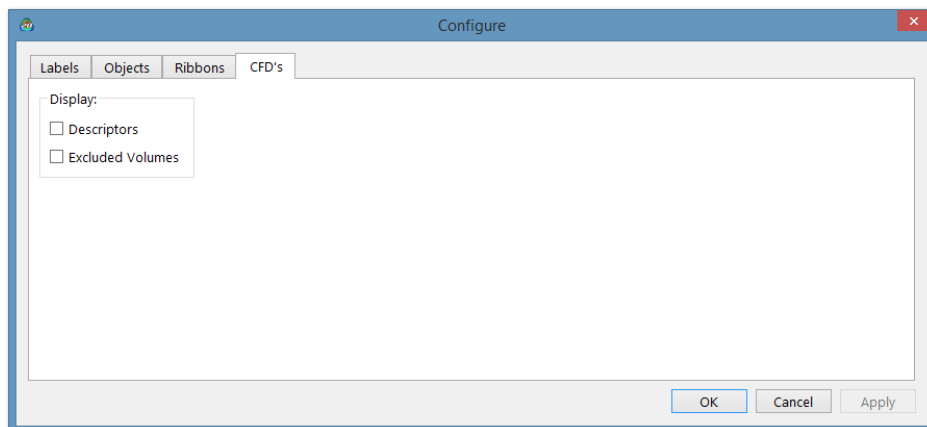 Configure
Labels Objects Ribbons CFD's
Display:
Descriptors
Excluded Volumes
OK Cancel Apply